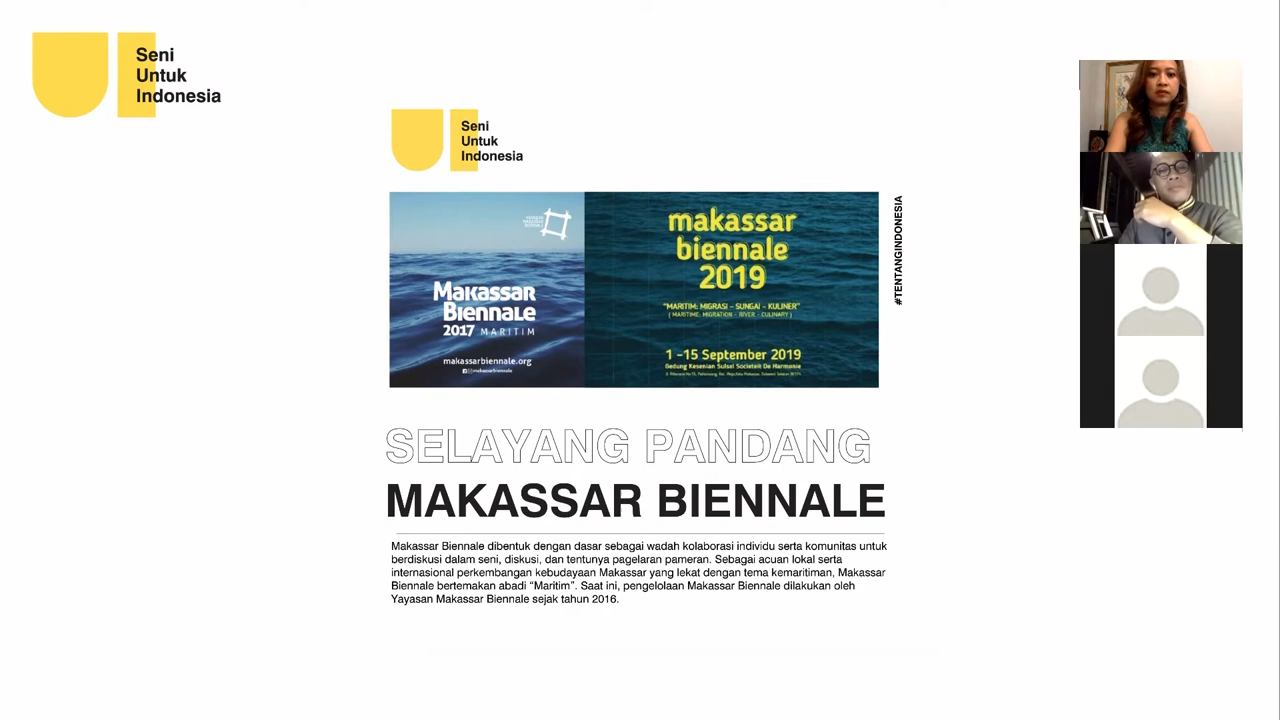 Seni
Untuk
Indonesia
Seni
Untuk
Indonesia
Makassar
Biennale
2017 MARITIM
makassarbiennale.org
makassarbiennale
makassar
biennale
2019
"MARITIM: MIGRASI - SUNGAI - KULINER"
( MARITIME: MIGRATION - RIVER - CULINARY )
1 -15 September 2019
Gedung Kesenian Sulsel Societeit De Harmonie
#TENTANGINDONESIA
SELAYANG PANDANG
MAKASSAR BIENNALE
Makassar Biennale dibentuk dengan dasar sebagai wadah kolaborasi individu serta komunitas untuk
berdiskusi dalam seni, diskusi, dan tentunya pagelaran pameran. Sebagai acuan lokal serta
internasional perkembangan kebudayaan Makassar yang lekat dengan tema kemaritiman, Makassar
Biennale bertemakan abadi “Maritim”. Saat ini, pengelolaan Makassar Biennale dilakukan oleh
Yayasan Makassar Biennale sejak tahun 2016.